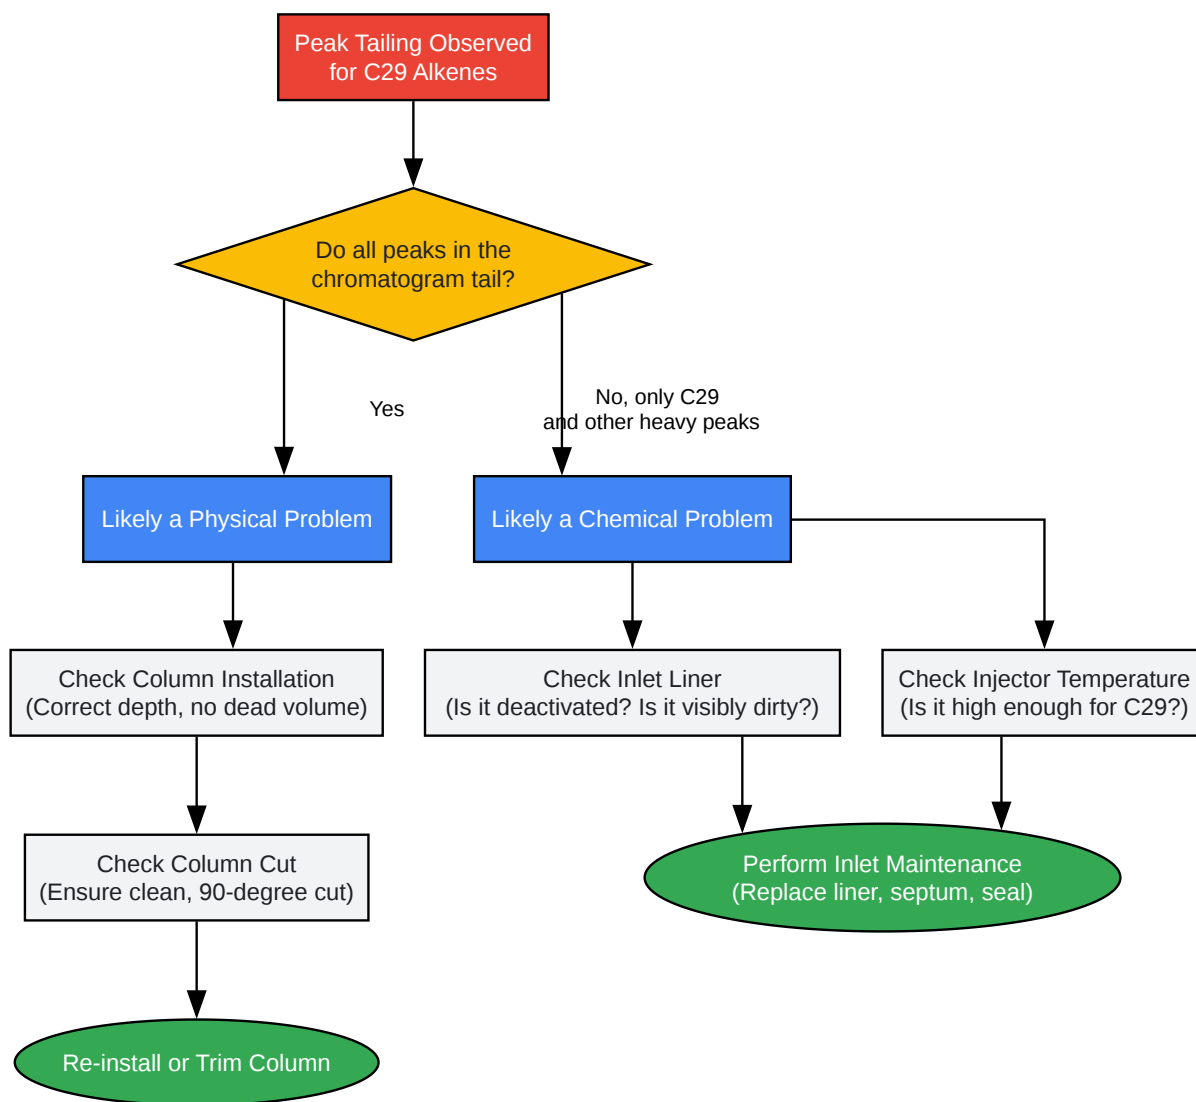 Peak Tailing Observed
for C29 Alkenes
Do all peaks in the
chromatogram tail?
Yes
No, only C29
and other heavy peaks
Likely a Physical Problem
Likely a Chemical Problem
Check Column Installation
(Correct depth, no dead volume)
Check Inlet Liner
(Is it deactivated? Is it visibly dirty?)
Check Injector Temperature
(Is it high enough for C29?)
Check Column Cut
(Ensure clean, 90-degree cut)
Perform Inlet Maintenance
(Replace liner, septum, seal)
Re-install or Trim Column